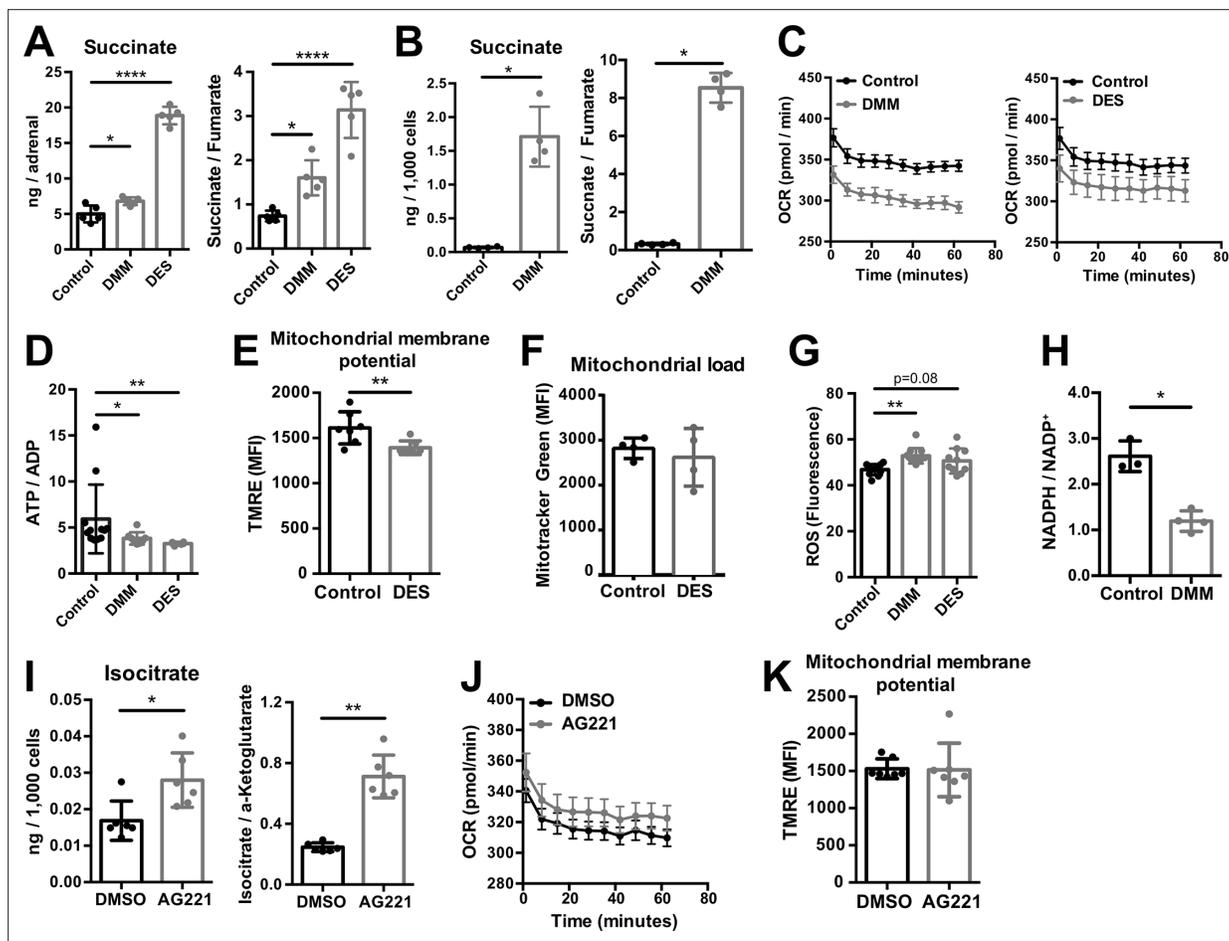 A
Succinate
ng / adrenal
25
20
15
10
5
0
****
*
Control
DMM
DES
Succinate / Fumarate
4
3
2
1
0
****
*
Control
DMM
DES
B
Succinate
ng / 1,000 cells
2.5
2.0
1.5
1.0
0.5
0.0
*
Control
DMM
Succnate / Fumarate
10
8
6
4
2
0
*
Control
DMM
C
OCR (pmol / min)
450
350
250
Control
DMM
0 20 40 60 80
Time (minutes)
OCR (pmol / min)
450
400
350
300
250
Control
DES
0 20 40 60 80
Time (minutes)
D
ATP / ADP
20
15
10
5
0
**
*
Control
DMM
DES
E
Mitochondrial membrane
potential
TMRE (MFI)
2000
1500
1000
500
0
**
Control DES
F
Mitochondrial load
Mitotracker Green (MFI)
4000
3000
2000
1000
0
Control DES
G
ROS (Fluorescence)
80
60
40
20
0
p=0.08
**
Control
DMM
DES
H
NADPH / NADP+
4.0
3.0
2.0
1.0
0.0
*
Control DMM
I
Isocitrate
ng / 1,000 cells
0.05
0.04
0.03
0.02
0.01
0.00
*
DMSO AG221
Isocitrate / a-Ketoglutarate
1.2
0.8
0.4
0.0
**
DMSO AG221
J
OCR (pmol/min)
400
380
360
340
320
300
280
DMSO
AG221
0 20 40 60 80
Time (minutes)
K
Mitochondrial membrane
potential
TMRE (MFI)
2500
2000
1500
1000
500
0
DMSO AG221